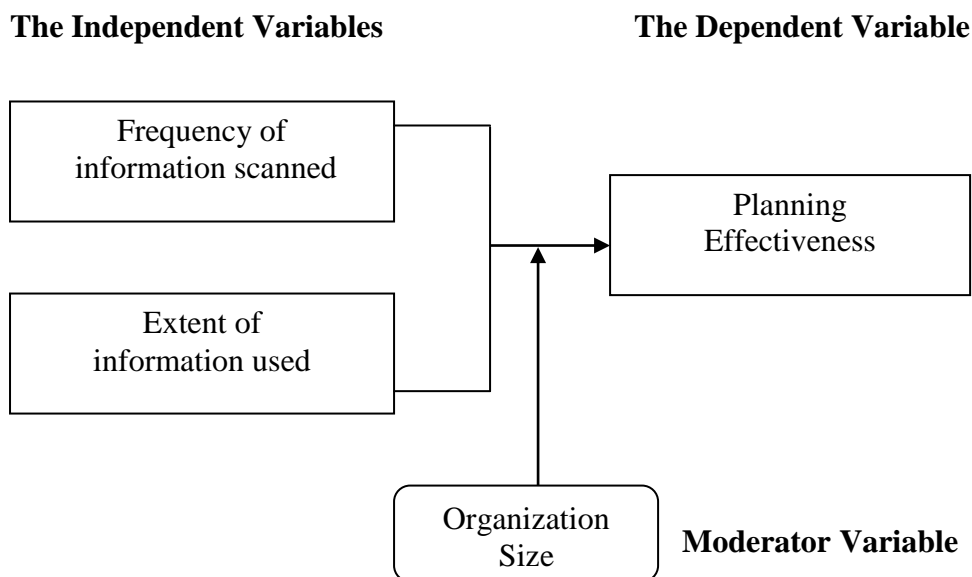 The Independent Variables
The Dependent Variable
Frequency of
information scanned
Planning
Effectiveness
Extent of
information used
Organization
Size
Moderator Variable